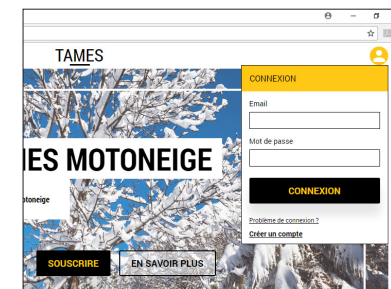 TAMES
CONNEXION
Email
Mot de passe
IES MOTONEIGE
otoneige
CONNEXION
Problème de connexion ?
Créer un compte
SOUSCRIRE
EN SAVOIR PLUS